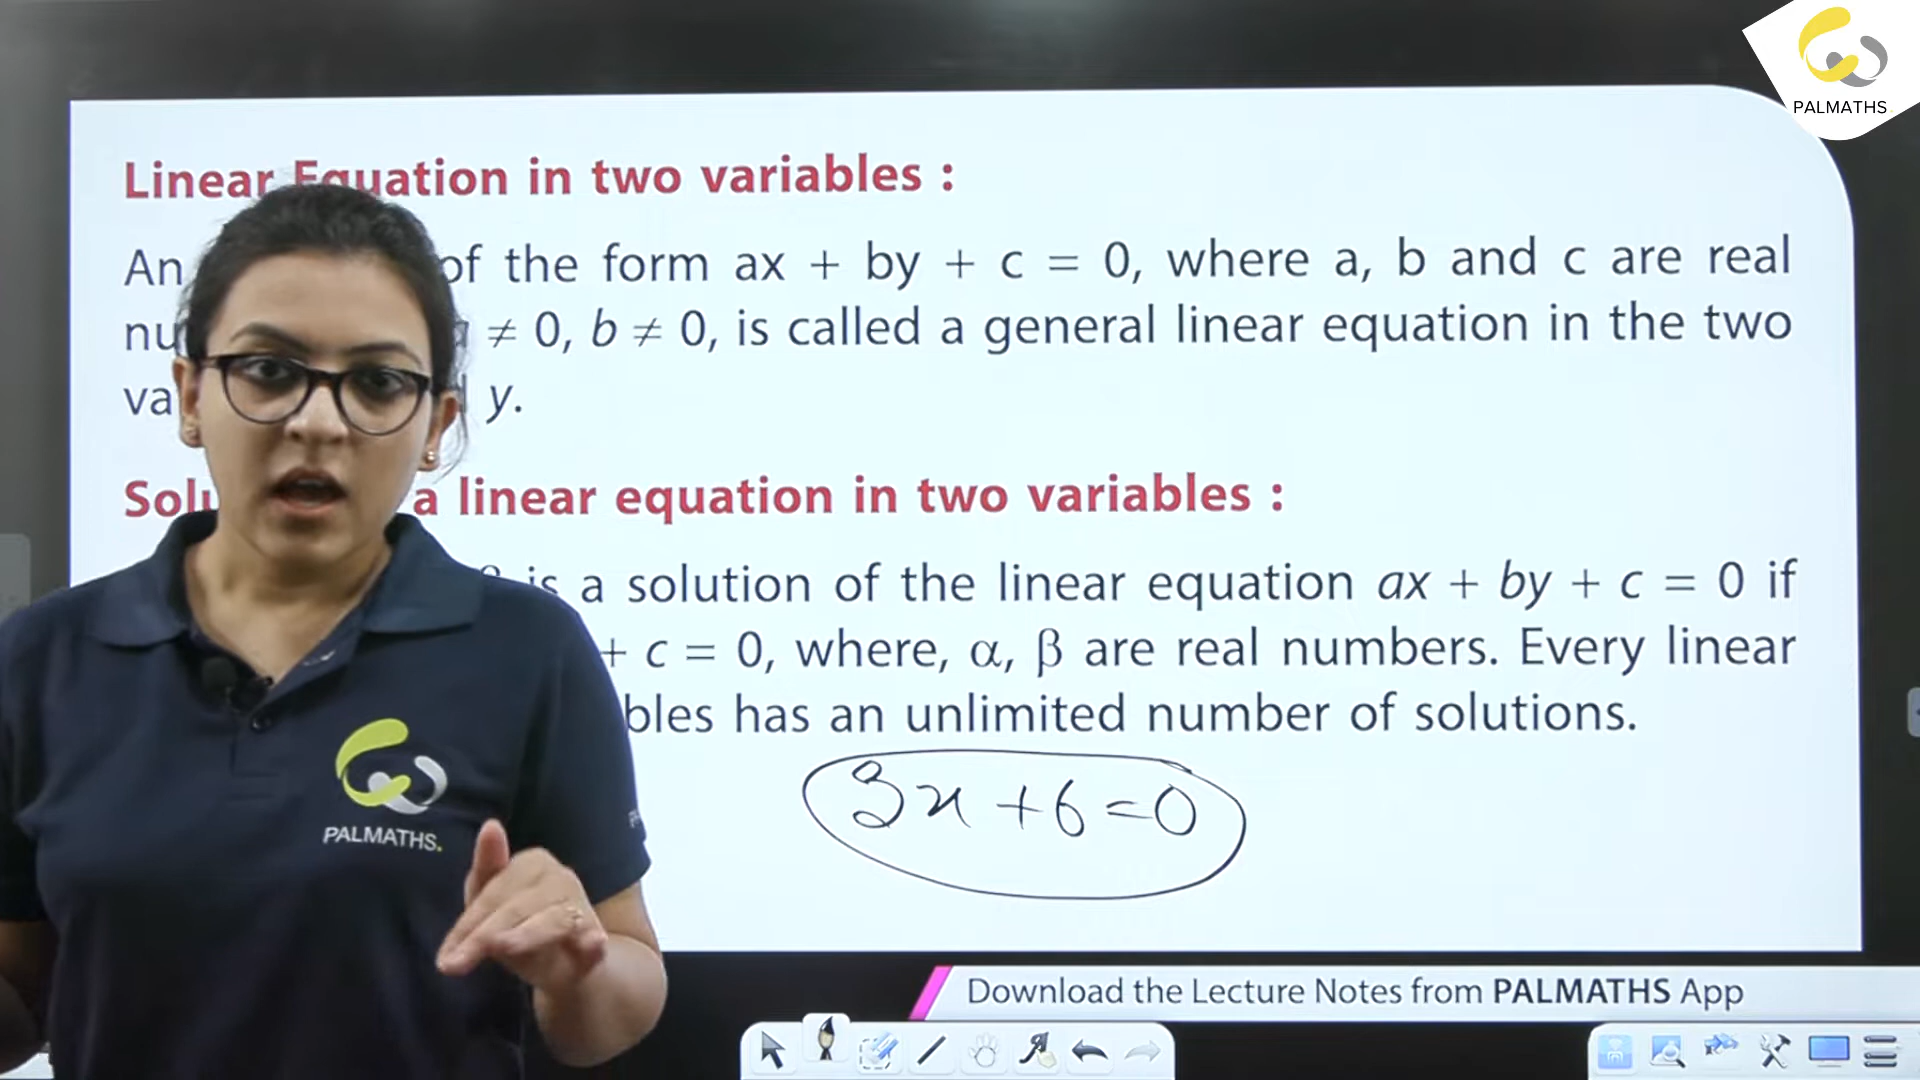 PALMATHS.
Linear Equation in two variables :
An of the form ax + by + c = 0, where a, b and c are real
≠ 0, b ≠ 0, is called a general linear equation in the two
y.
a linear equation in two variables :
is a solution of the linear equation ax + by + c = 0 if
+ c = 0, where, α, β are real numbers. Every linear
has an unlimited number of solutions.
3x + 6 = 0
PALMATHS.
Download the Lecture Notes from PALMATHS App